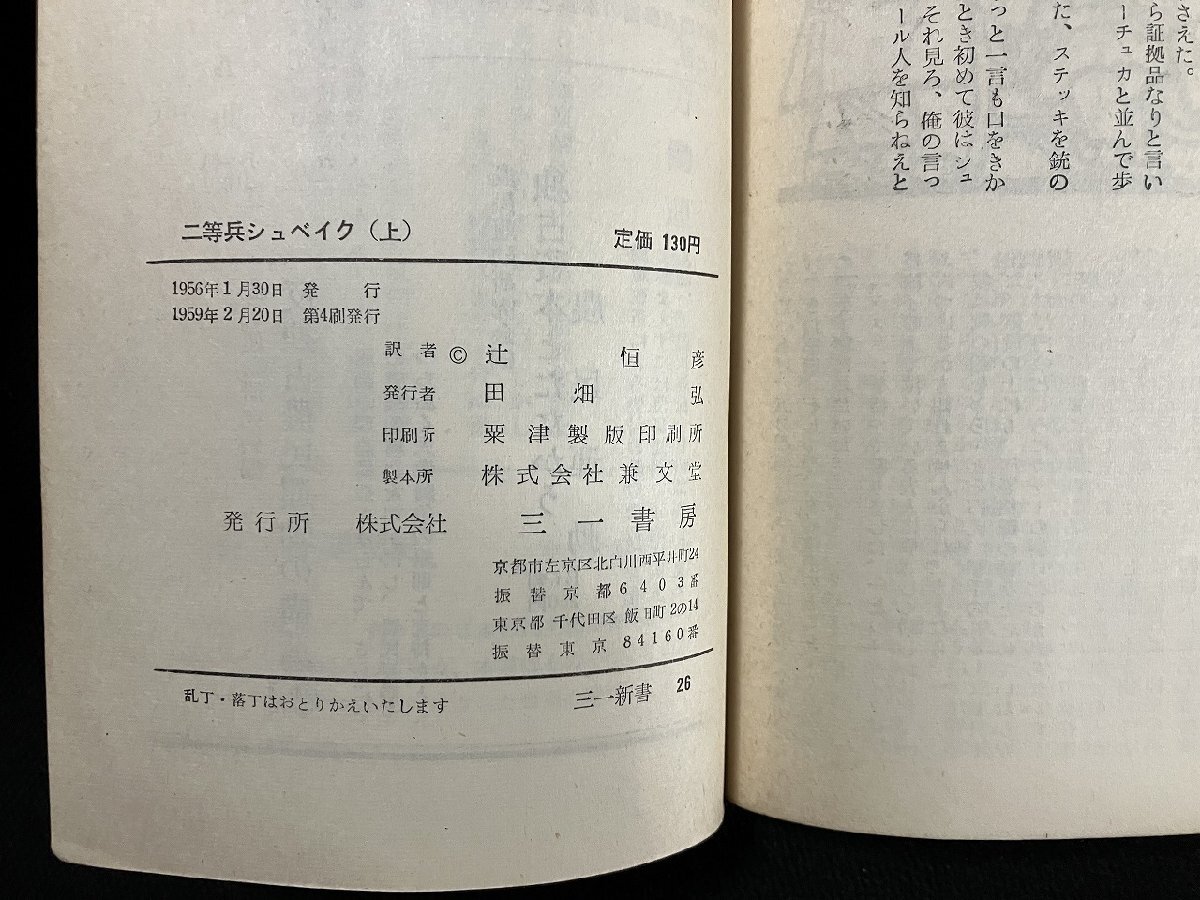 さえた。
ら証拠品なりと言い
ーチュカと並んで歩
た、ステッキを銃の
っと一言も口をきか
とき初めて彼はシュ
それ見ろ、俺の言っ
ール人を知らねえと
二等兵シュベイク（上） 定価 130円
1956年1月30日 発 行
1959年2月20日 第4刷発行
訳者 © 辻 恒彦
発行者 田畑弘
印刷所 粟津製版印刷所
製本所 株式会社兼文堂
発行所 株式会社 三一書房
京都市左京区北白川西平井町24
振替京都6403番
東京都千代田区飯田町2の14
振替東京84160番
乱丁・落丁はおとりかえいたします 三一新書 26